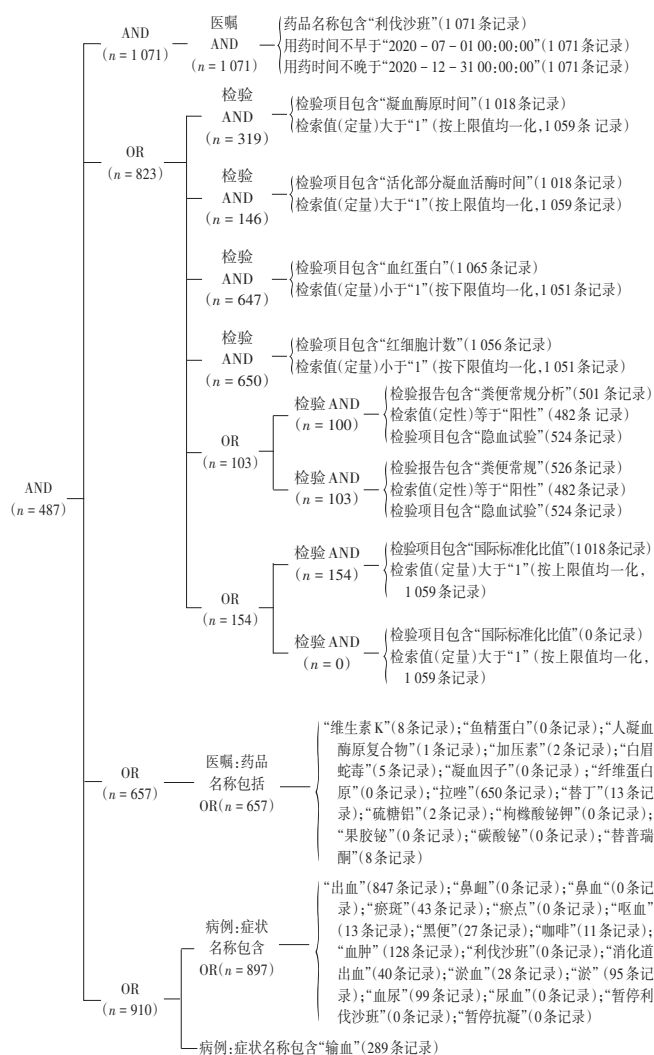 AND
(n = 1 071)
医嘱
AND
(n = 1 071)
药品名称包含“利伐沙班”(1 071条记录)
用药时间不早于“2020－07－01 00:00:00”(1 071条记录)
用药时间不晚于“2020－12－31 00:00:00”(1 071条记录)
OR
(n = 823)
检验
AND
(n = 319)
检验项目包含“凝血酶原时间”(1 018条记录)
检索值(定量)大于“1”(按上限值均一化,1 059条 记录)
检验
AND
(n = 146)
检验项目包含“活化部分凝血活酶时间”(1 018条记录)
检索值(定量)大于“1”(按上限值均一化,1 059条记录)
检验
AND
(n = 647)
检验项目包含“血红蛋白”(1 065条记录)
检索值(定量)小于“1”(按下限值均一化,1 051条记录)
检验
AND
(n = 650)
检验项目包含“红细胞计数”(1 056条记录)
检索值(定量)小于“1” (按下限值均一化,1 051条记录)
OR
(n = 103)
检验 AND
(n = 100)
检验报告包含“粪便常规分析”(501 条记录)
检索值(定性)等于“阳性” (482条 记录)
检验项目包含“隐血试验”(524条记录)
检验 AND
(n = 103)
检验报告包含“粪便常规”(526条记录)
检索值(定性)等于“阳性” (482条记录)
检验项目包含“隐血试验”(524条记录)
AND
(n = 487)
OR
(n = 154)
检验 AND
(n = 154)
检验项目包含“国际标准化比值”(1 018条记录)
检索值(定量)大于“1” (按上限值均一化,
1 059条记录)
检验 AND
(n = 0)
检验项目包含“国际标准化比值”(0条记录)
检索值(定量)大于“1” (按上限值均一化,
1 059条记录)
OR
(n = 657)
医嘱:药品
名称包括
OR(n = 657)
“维生素K”(8条记录);“鱼精蛋白”(0条记录);“人凝血
酶原复合物”(1条记录);“加压素”(2条记录);“白眉
蛇毒”(5条记录);“凝血因子”(0条记录) ;“纤维蛋白
原”(0条记录);“拉唑”(650条记录);“替丁”(13条记
录);“硫糖铝”(2条记录);“枸橼酸铋钾”(0条记录);
“果胶铋”(0条记录);“碳酸铋”(0条记录);“替普瑞
酮”(8条记录)
OR
(n = 910)
病例:症状
名称包含
OR(n = 897)
“出血”(847条记录);“鼻衄”(0条记录);“鼻血“(0条记
录);“瘀斑”(43条记录);“瘀点”(0条记录);“呕血”
(13条记录);“黑便”(27条记录);“咖啡”(11条记录);
“血肿”(128条记录);“利伐沙班”(0条记录);“消化道
出血”(40条记录);“淤血”(28条记录);“淤” (95条记
录);“血尿”(99条记录);“尿血”(0条记录);“暂停利
伐沙班”(0条记录);“暂停抗凝”(0条记录)
病例:症状名称包含“输血”(289条记录)